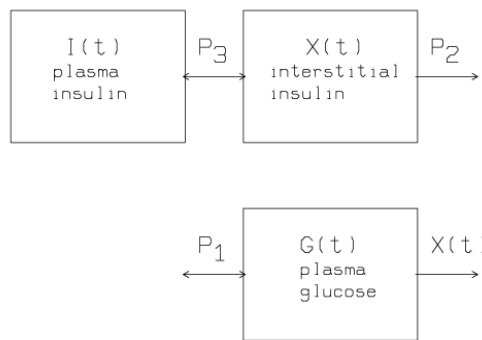 I(t)
plasma
insulin
P3
X(t)
interstitial
insulin
P2
P1
G(t)
plasma
glucose
X(t)